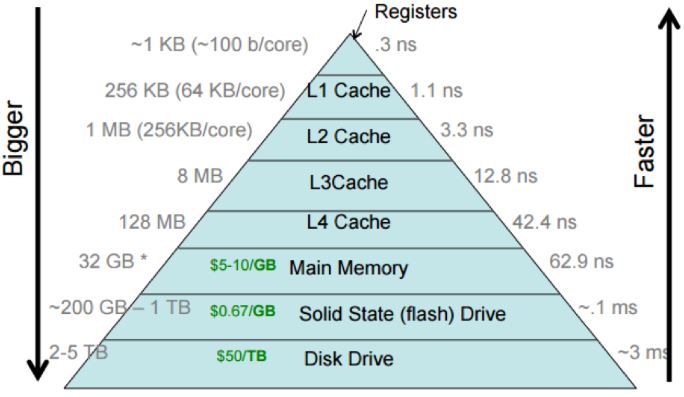 Registers
~1 KB (~100 b/core) .3 ns
256 KB (64 KB/core) L1 Cache 1.1 ns
1 MB (256KB/core) L2 Cache 3.3 ns
8 MB L3Cache 12.8 ns
128 MB L4 Cache 42.4 ns
32 GB * $5-10/GB Main Memory 62.9 ns
~200 GB – 1 TB $0.67/GB Solid State (flash) Drive ~.1 ms
2-5 TB $50/TB Disk Drive ~3 ms
Bigger
Faster